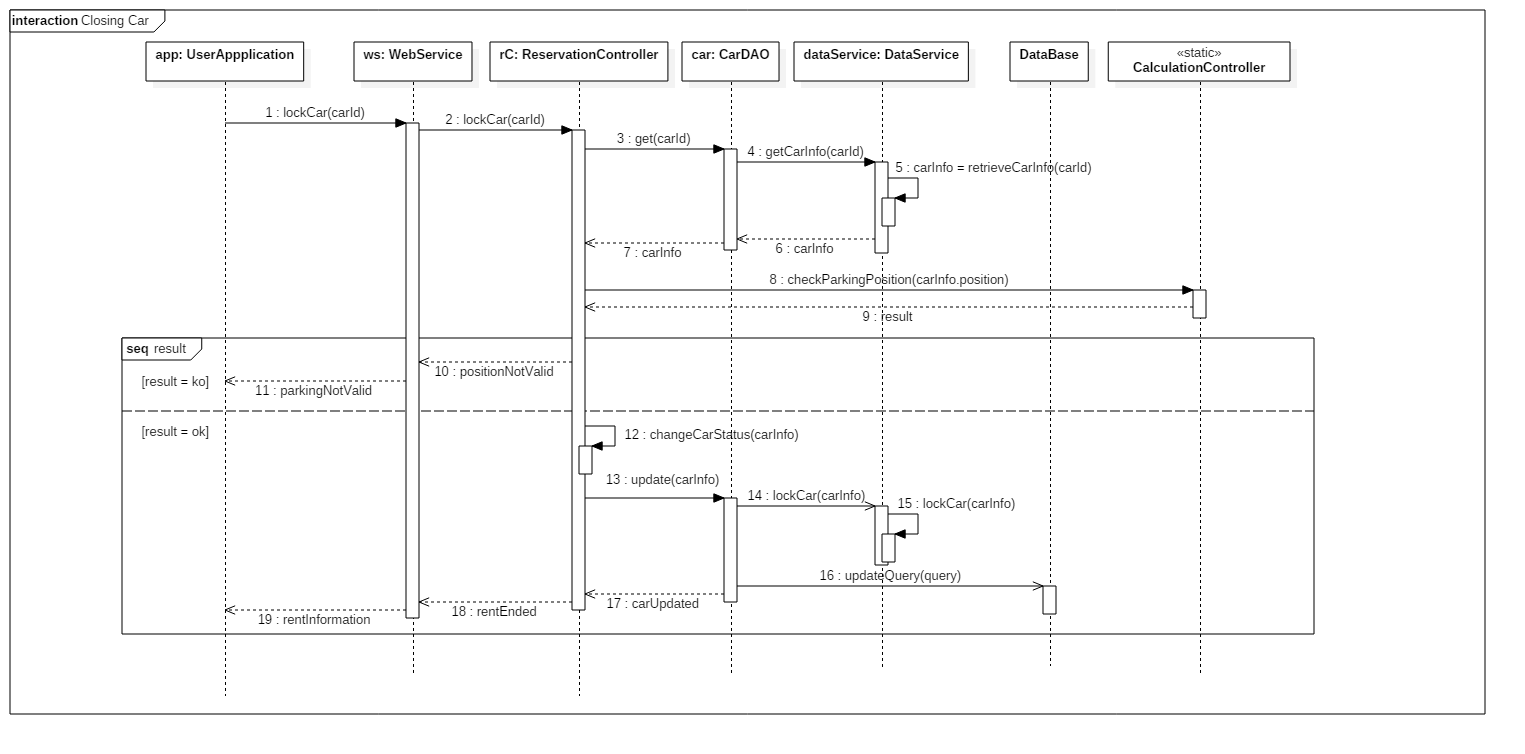 interaction Closing Car
app: UserAppplication
ws: WebService
rC: ReservationController
car: CarDAO
dataService: DataService
DataBase
«static»
CalculationController
1 : lockCar(carId)
2 : lockCar(carId)
3 : get(carId)
4 : getCarInfo(carId)
5 : carInfo = retrieveCarInfo(carId)
6 : carInfo
7 : carInfo
8 : checkParkingPosition(carInfo.position)
9 : result
seq result
10 : positionNotValid
[result = ko]
11 : parkingNotValid
[result = ok]
12 : changeCarStatus(carInfo)
13 : update(carInfo)
14 : lockCar(carInfo)
15 : lockCar(carInfo)
16 : updateQuery(query)
17 : carUpdated
18 : rentEnded
19 : rentInformation